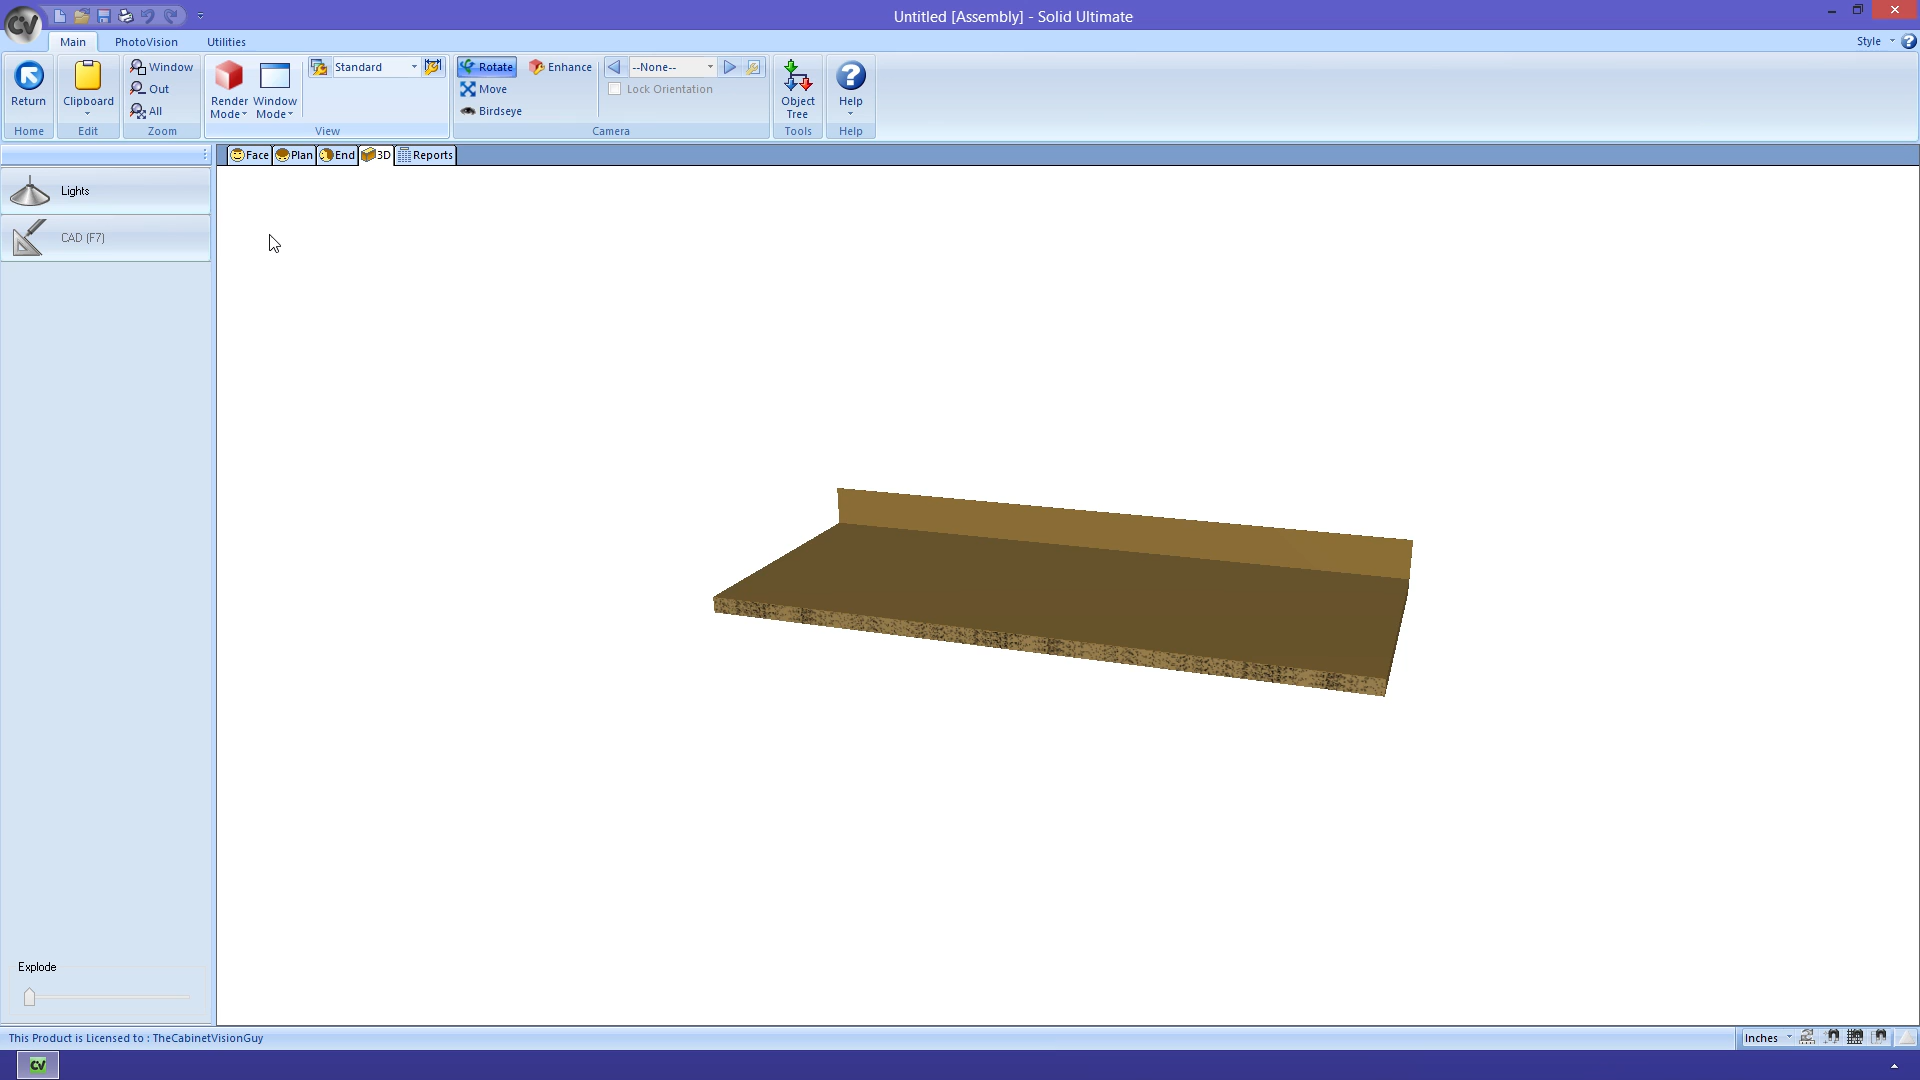 Untitled [Assembly] - Solid Ultimate
CV
Main
PhotoVision
Utilities
Style
Return
Home
Clipboard
Edit
Window
Out
All
Zoom
Render Mode
Window Mode
Standard
View
Rotate
Move
Birdseye
Enhance
--None--
Lock Orientation
Camera
Object Tree
Tools
Help
Help
Face
Plan
End
3D
Reports
Lights
CAD (F7)
Explode
This Product is Licensed to : TheCabinetVisionGuy
Inches
CV